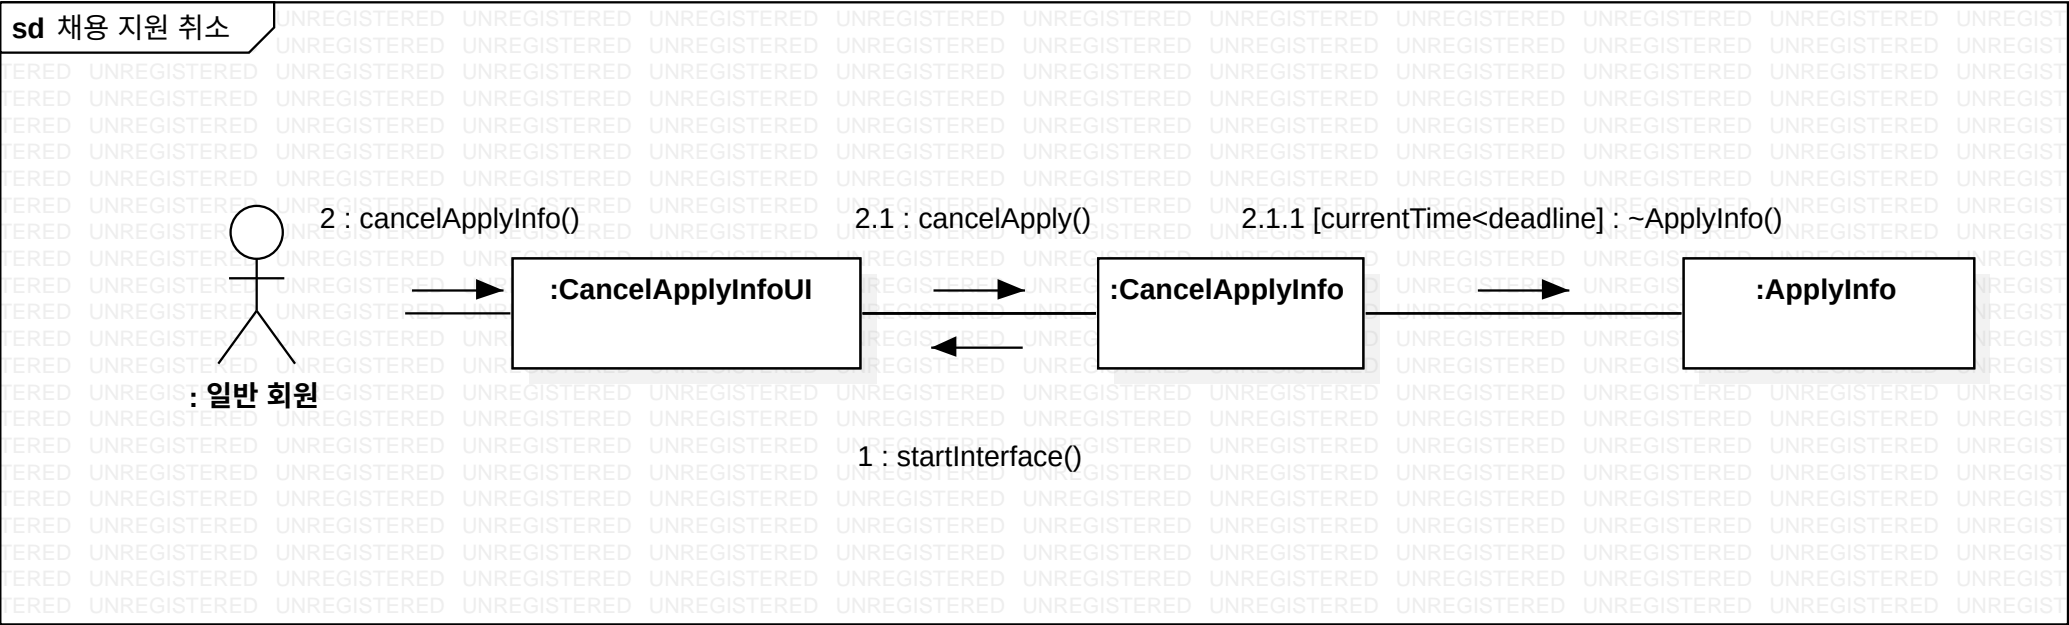 sd 채용 지원 취소
2 : cancelApplyInfo()
2.1 : cancelApply()
2.1.1 [currentTime<deadline] : ~ApplyInfo()
:CancelApplyInfoUI
:CancelApplyInfo
:ApplyInfo
: 일반 회원
1 : startInterface()
UNREGISTERED